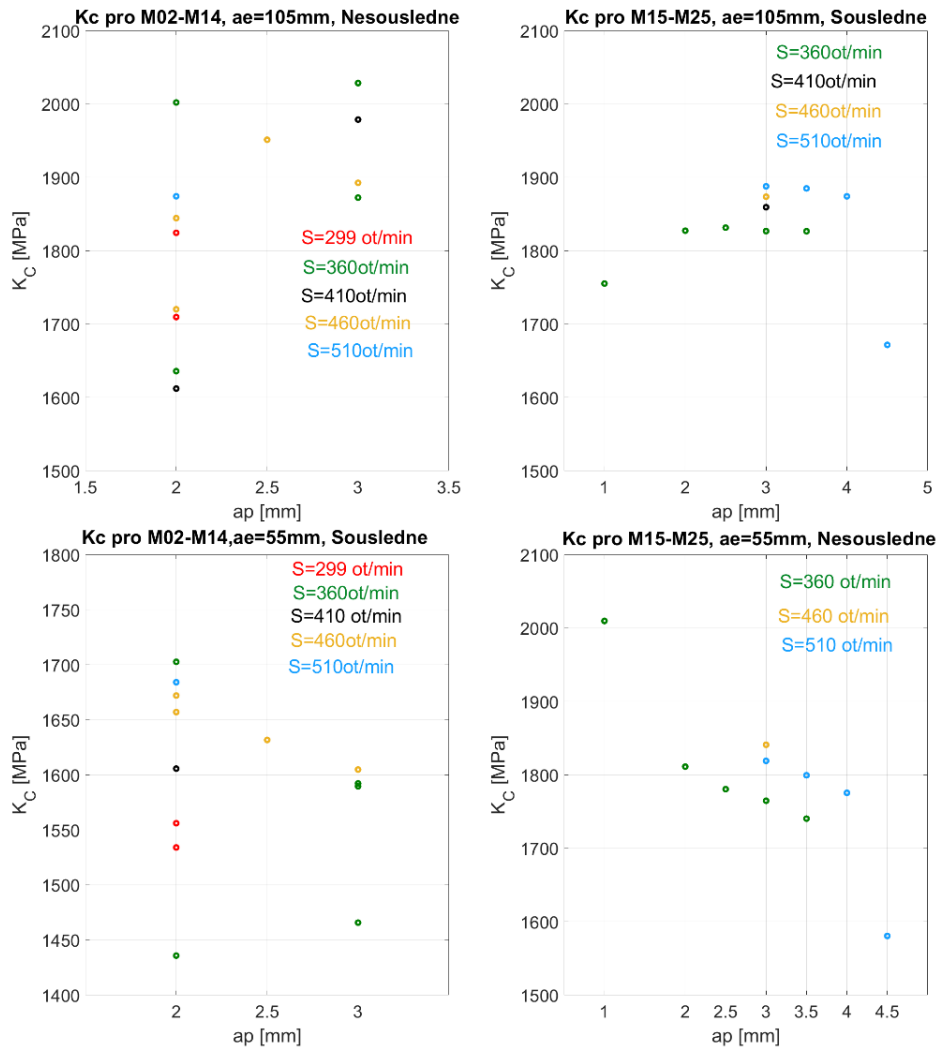 Kc pro M02-M14, ae=105mm, Nesousledne
2100
2000
1900
1800
1700
1600
1500
K_C [MPa]
S=299 ot/min
S=360ot/min
S=410ot/min
S=460ot/min
S=510ot/min
1.5 2 2.5 3 3.5
ap [mm]
Kc pro M15-M25, ae=105mm, Sousledne
2100
2000
1900
1800
1700
1600
1500
K_C [MPa]
S=360ot/min
S=410ot/min
S=460ot/min
S=510ot/min
1 2 3 4 5
ap [mm]
Kc pro M02-M14,ae=55mm, Sousledne
1800
1750
1700
1650
1600
1550
1500
1450
1400
K_C [MPa]
S=299 ot/min
S=360ot/min
S=410 ot/min
S=460ot/min
S=510ot/min
2 2.5 3
ap [mm]
Kc pro M15-M25, ae=55mm, Nesousledne
2100
2000
1900
1800
1700
1600
1500
K_C [MPa]
S=360 ot/min
S=460 ot/min
S=510 ot/min
1 2 2.5 3 3.5 4 4.5
ap [mm]